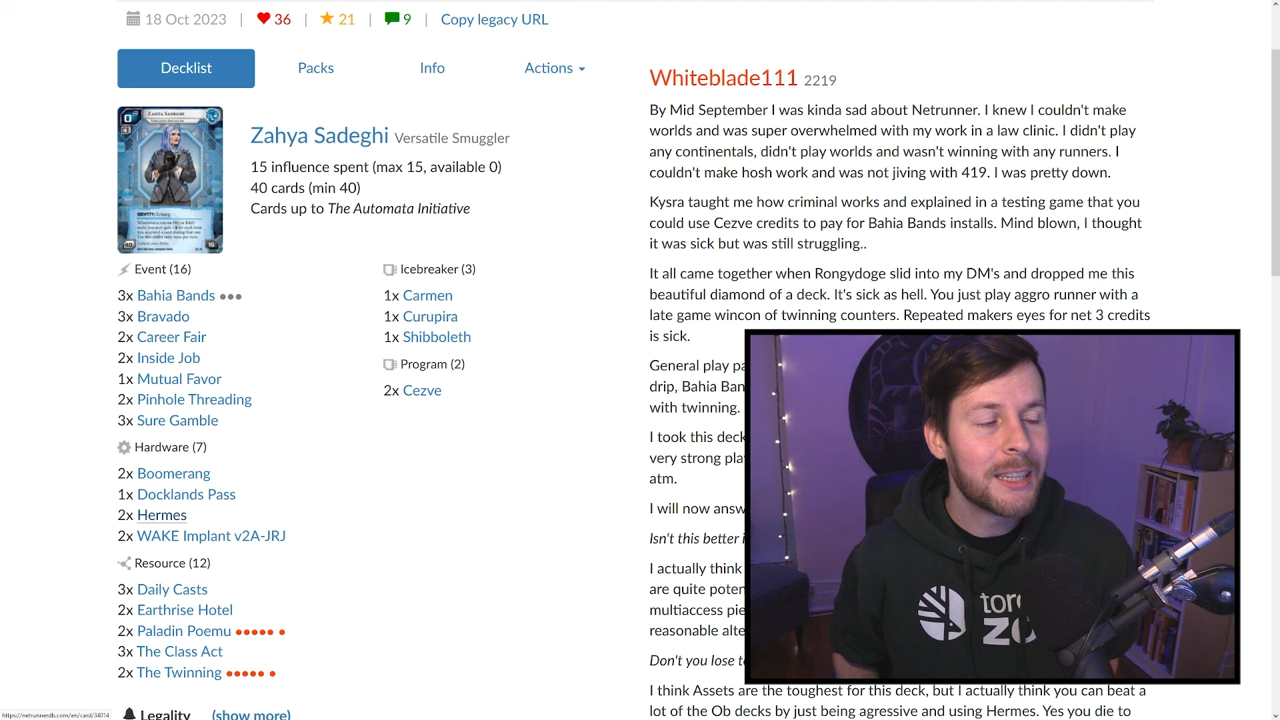 18 Oct 2023 | 36 | 21 | 9 | Copy legacy URL
Decklist Packs Info Actions
ZAHYA SADEGHI
Zahya Sadeghi Versatile Smuggler
15 influence spent (max 15, available 0)
40 cards (min 40)
Cards up to The Automata Initiative
Event (16)
3x Bahia Bands
3x Bravado
2x Career Fair
2x Inside Job
1x Mutual Favor
2x Pinhole Threading
3x Sure Gamble
Hardware (7)
2x Boomerang
1x Docklands Pass
2x Hermes
2x WAKE Implant v2A-JRJ
Resource (12)
3x Daily Casts
2x Earthrise Hotel
2x Paladin Poemu
3x The Class Act
2x The Twinning
Legality (show more)
https://netrunnerdb.com/en/card/34014
Icebreaker (3)
1x Carmen
1x Curupira
1x Shibboleth
Program (2)
2x Cezve
Whiteblade111 2219
By Mid September I was kinda sad about Netrunner. I knew I couldn't make
worlds and was super overwhelmed with my work in a law clinic. I didn't play
any continentals, didn't play worlds and wasn't winning with any runners. I
couldn't make hosh work and was not jiving with 419. I was pretty down.
Kysra taught me how criminal works and explained in a testing game that you
could use Cezve credits to pay for Bahia Bands installs. Mind blown, I thought
it was sick but was still struggling..
It all came together when Rongydoge slid into my DM's and dropped me this
beautiful diamond of a deck. It's sick as hell. You just play aggro runner with a
late game wincon of twinning counters. Repeated makers eyes for net 3 credits
is sick.
General play pa
drip, Bahia Ban
with twinning.
I took this deck
very strong pla
atm.
I will now answ
Isn't this better i
I actually think
are quite poten
multiaccess pie
reasonable alte
Don't you lose t
I think Assets are the toughest for this deck, but I actually think you can beat a
lot of the Ob decks by just being agressive and using Hermes. Yes you die to